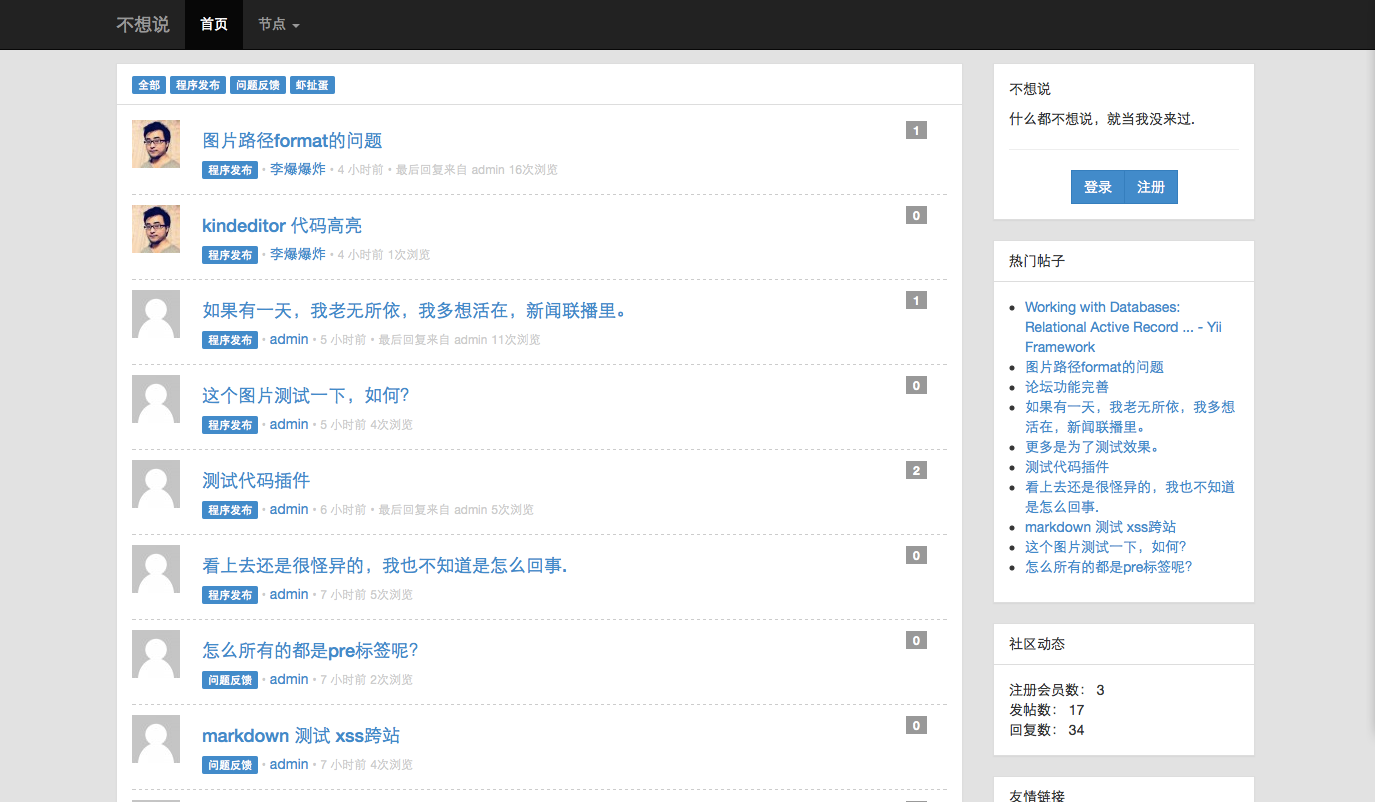 不想说 首页 节点
全部 程序发布 问题反馈 虾扯蛋
图片路径format的问题
1
程序发布 • 李爆爆炸 • 4 小时前 • 最后回复来自 admin 16次浏览
kindeditor 代码高亮
0
程序发布 • 李爆爆炸 • 4 小时前 1次浏览
如果有一天，我老无所依，我多想活在，新闻联播里。
1
程序发布 • admin • 5 小时前 • 最后回复来自 admin 11次浏览
这个图片测试一下，如何？
0
程序发布 • admin • 5 小时前 4次浏览
测试代码插件
2
程序发布 • admin • 6 小时前 • 最后回复来自 admin 5次浏览
看上去还是很怪异的，我也不知道是怎么回事.
0
程序发布 • admin • 7 小时前 5次浏览
怎么所有的都是pre标签呢？
0
问题反馈 • admin • 7 小时前 2次浏览
markdown 测试 xss跨站
0
问题反馈 • admin • 7 小时前 4次浏览
不想说
什么都不想说，就当我没来过.
登录 注册
热门帖子
Working with Databases:
Relational Active Record ... - Yii
Framework
图片路径format的问题
论坛功能完善
如果有一天，我老无所依，我多想
活在，新闻联播里。
更多是为了测试效果。
测试代码插件
看上去还是很怪异的，我也不知道
是怎么回事.
markdown 测试 xss跨站
这个图片测试一下，如何？
怎么所有的都是pre标签呢？
社区动态
注册会员数： 3
发帖数： 17
回复数： 34
友情链接